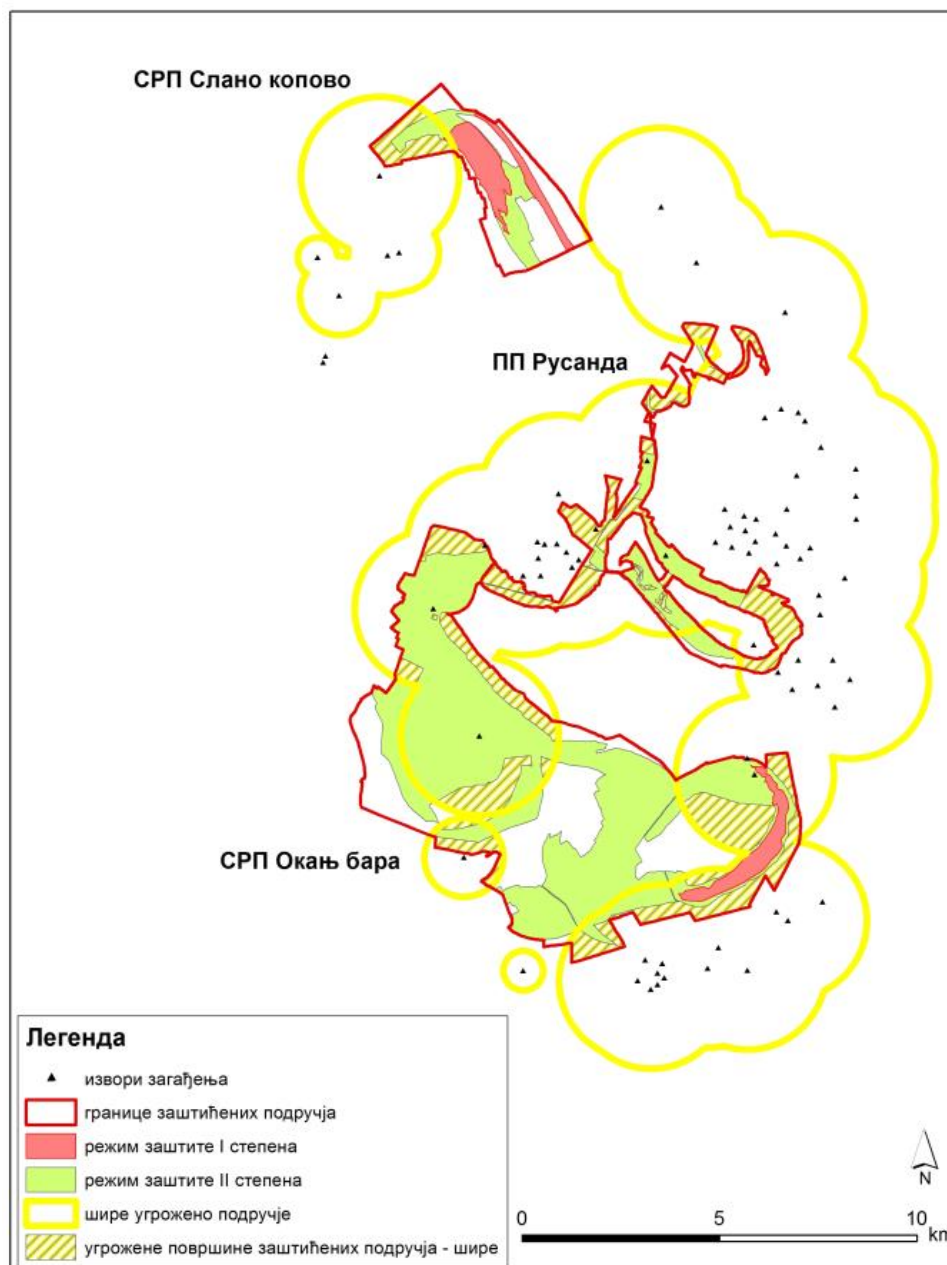 СРП Слано копово
ПП Русанда
СРП Окањ бара
Легенда
извори загађења
границе заштићених подручја
режим заштите I степена
режим заштите II степена
шире угрожено подручје
угрожене површине заштићених подручја - шире
N
0 5 10
km